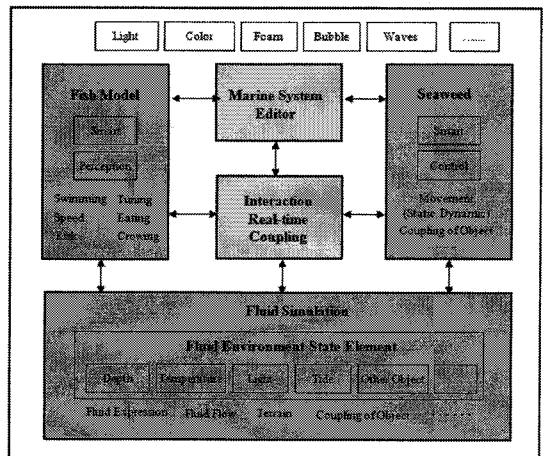 Light Color Foam Bubble Waves .......
Fish Model
Smart
Perception
Swimming Tuning
Speed Eating
Crowing
Marine System
Editor
Interaction
Real-time
Coupling
Seaweed
Smart
Control
Movement
(Static Dynamic)
Coupling of Object
Fluid Simulation
Fluid Environment State Element
Depth Temperature Light Tide Other Object
Fluid Expression Fluid Flow Terrain Coupling of Object